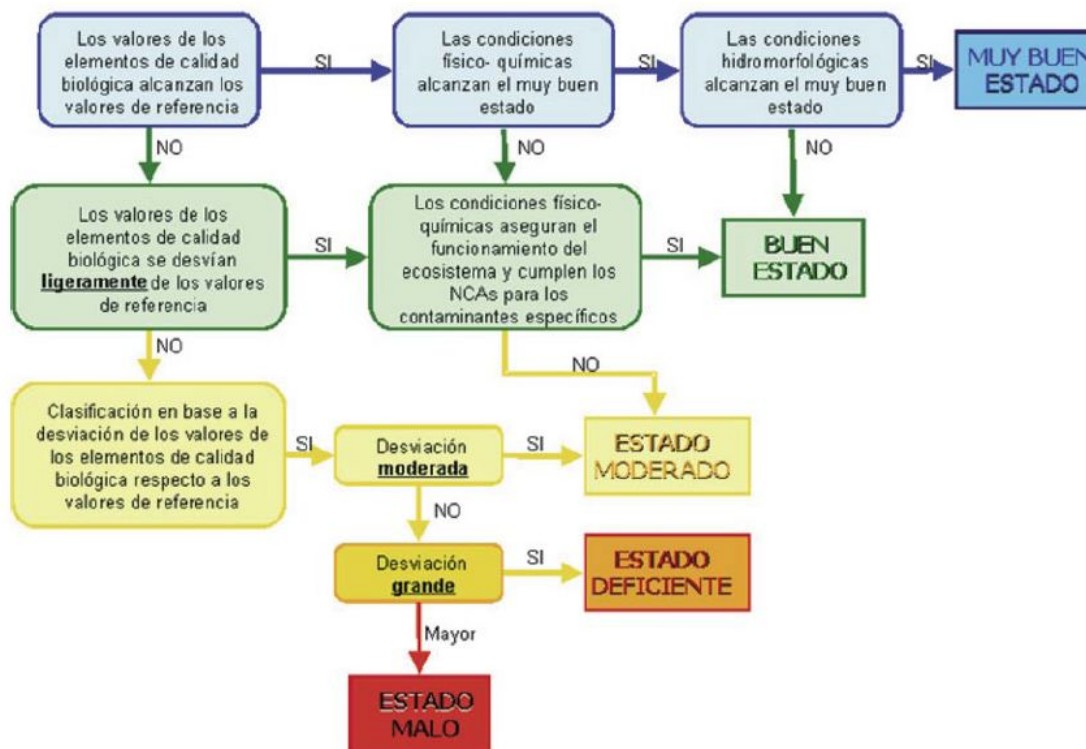 Los valores de los
elementos de calidad
biológica alcanzan los
valores de referencia
SI
Las condiciones
físico- químicas
alcanzan el muy buen
estado
SI
Las condiciones
hidromorfológicas
alcanzan el muy buen
estado
SI
MUY BUEN
ESTADO
NO
NO
NO
Los valores de los
elementos de calidad
biológica se desvían
ligeramente de los valores
de referencia
SI
Los condiciones físico-
químicas aseguran el
funcionamiento del
ecosistema y cumplen los
NCAs para los
contaminantes específicos
SI
BUEN
ESTADO
NO
NO
Clasificación en base a la
desviación de los valores de
los elementos de calidad
biológica respecto a los
valores de referencia
SI
Desviación
moderada
SI
ESTADO
MODERADO
NO
Desviación
grande
SI
ESTADO
DEFICIENTE
Mayor
ESTADO
MALO